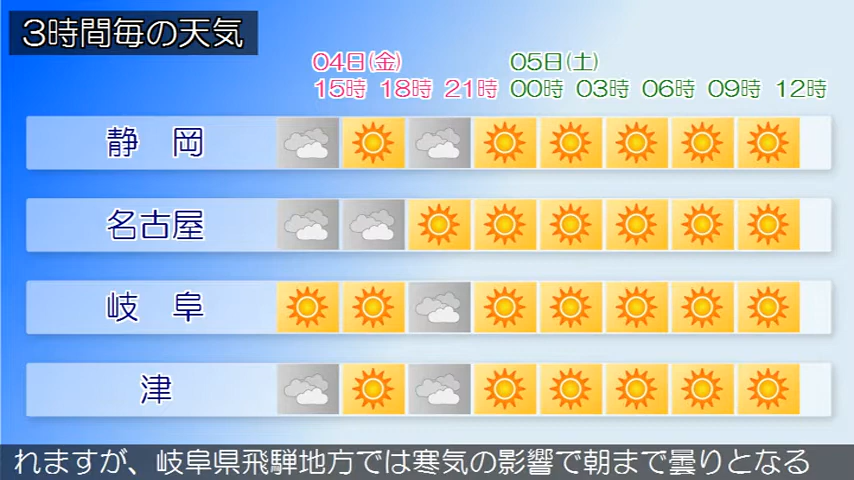 3時間毎の天気
04日(金) 05日(土)
15時 18時 21時 00時 03時 06時 09時 12時
静 岡
名古屋
岐 阜
津
れますが、岐阜県飛騨地方では寒気の影響で朝まで曇りとなる